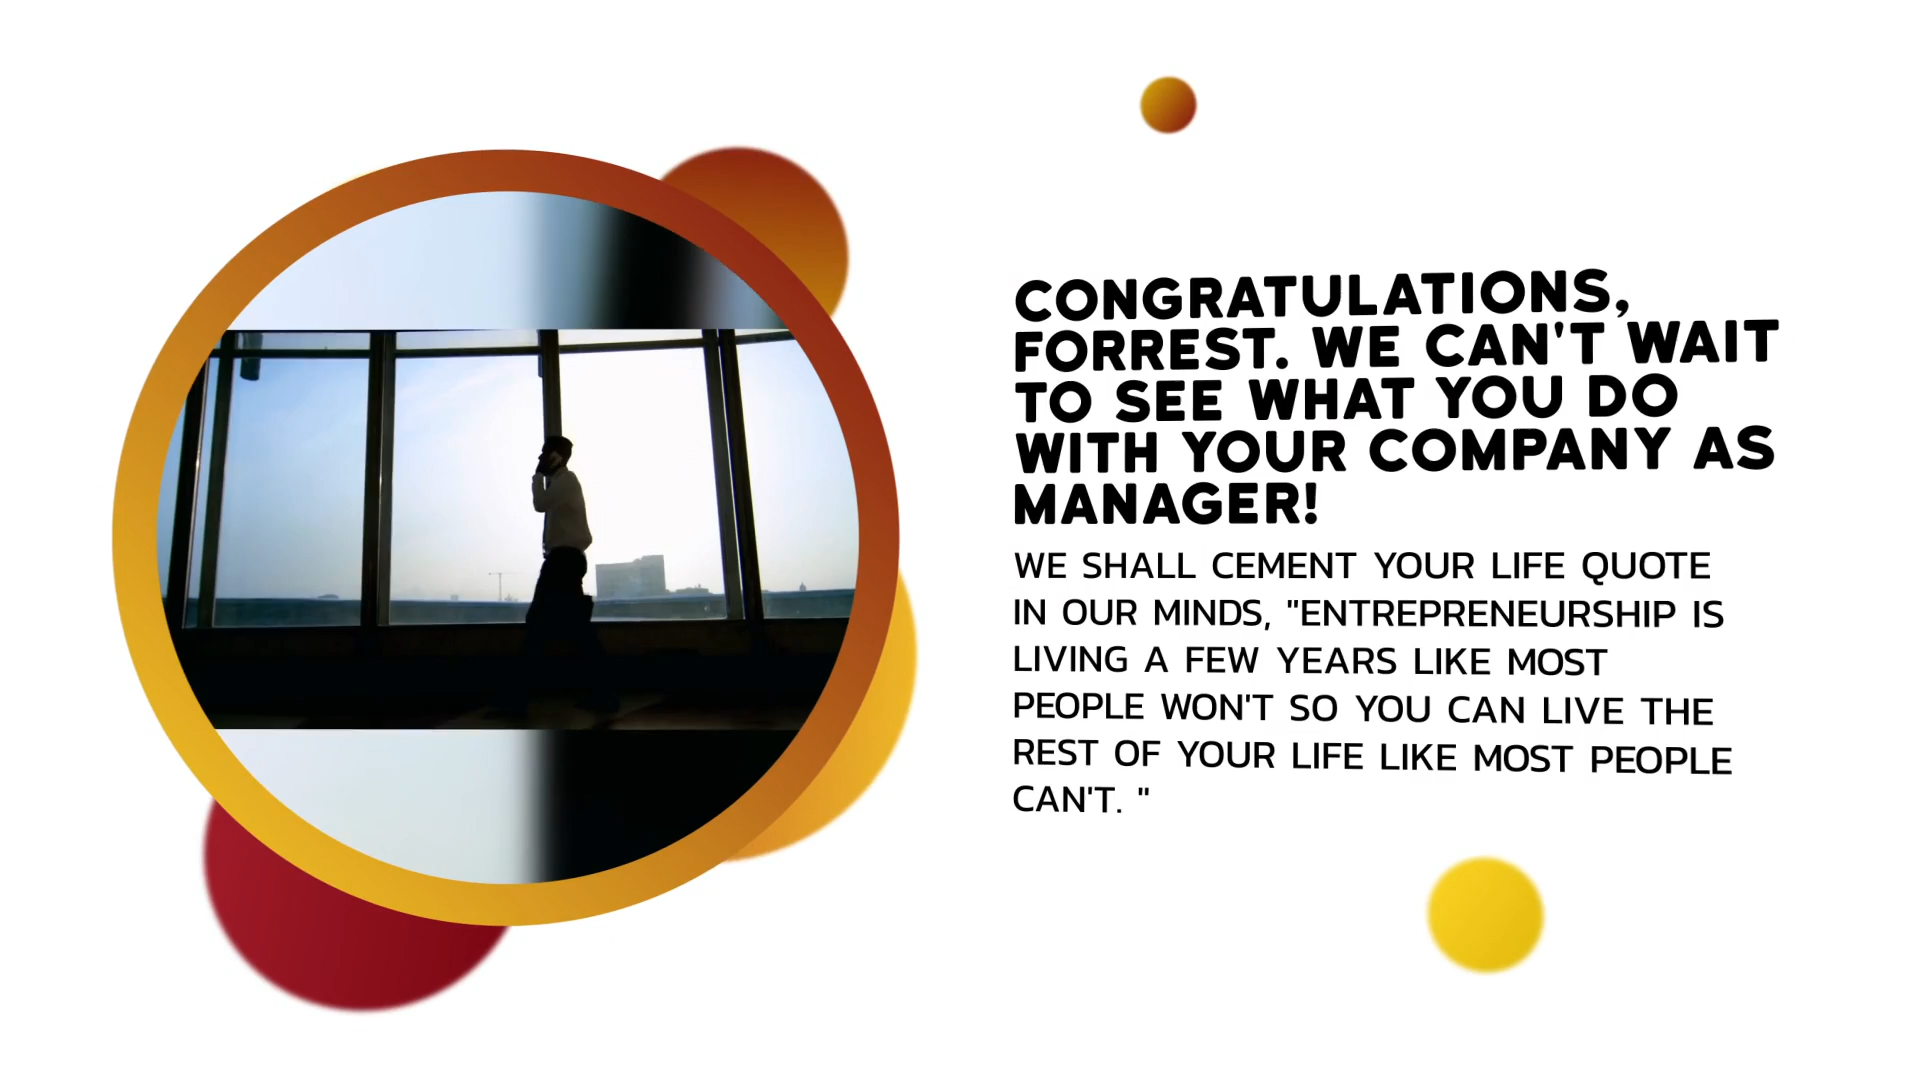 CONGRATULATIONS,
FORREST. WE CAN'T WAIT
TO SEE WHAT YOU DO
WITH YOUR COMPANY AS
MANAGER!
WE SHALL CEMENT YOUR LIFE QUOTE
IN OUR MINDS, "ENTREPRENEURSHIP IS
LIVING A FEW YEARS LIKE MOST
PEOPLE WON'T SO YOU CAN LIVE THE
REST OF YOUR LIFE LIKE MOST PEOPLE
CAN'T. "